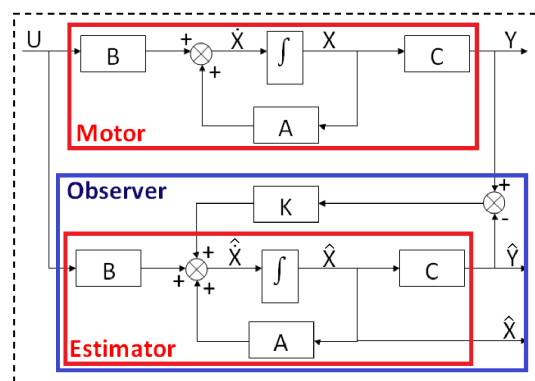 U
B
+
+
Ẋ
∫
X
C
Y
A
Motor
Observer
K
+
-
B
+
+
+
X̂̇
∫
X̂
C
Ŷ
A
X̂
Estimator